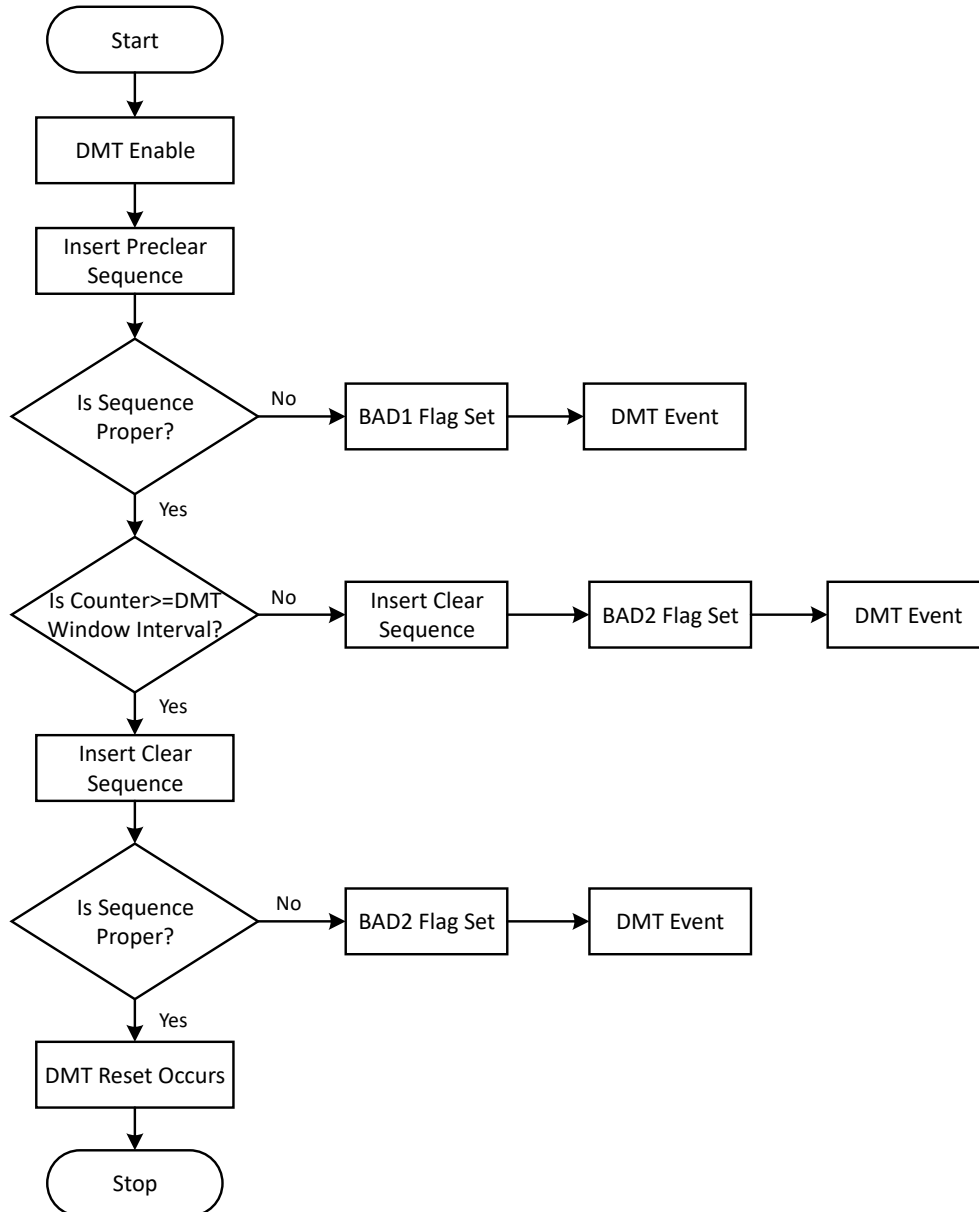 Start
DMT Enable
Insert Preclear
Sequence
Is Sequence
Proper?
No
BAD1 Flag Set
DMT Event
Yes
Is Counter>=DMT
Window Interval?
No
Insert Clear
Sequence
BAD2 Flag Set
DMT Event
Yes
Insert Clear
Sequence
Is Sequence
Proper?
No
BAD2 Flag Set
DMT Event
Yes
DMT Reset Occurs
Stop